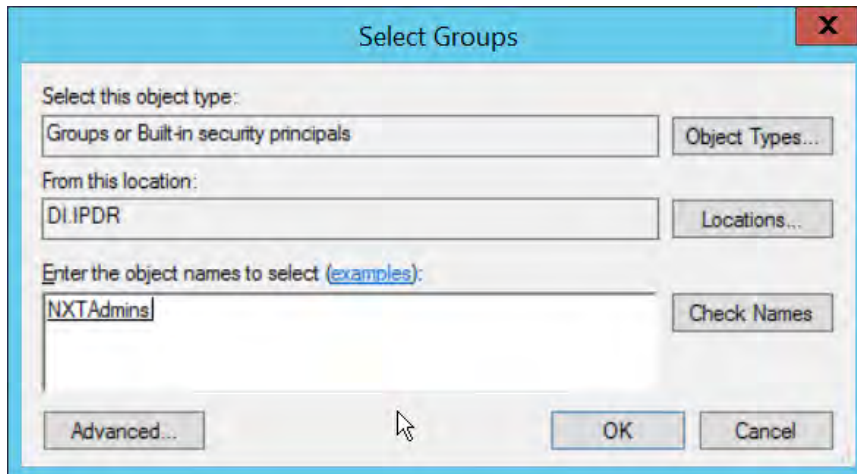 Select Groups
X
Select this object type:
Groups or Built-in security principals
Object Types...
From this location:
DI.IPDR
Locations...
Enter the object names to select (examples):
NXTAdmins
Check Names
Advanced...
OK
Cancel